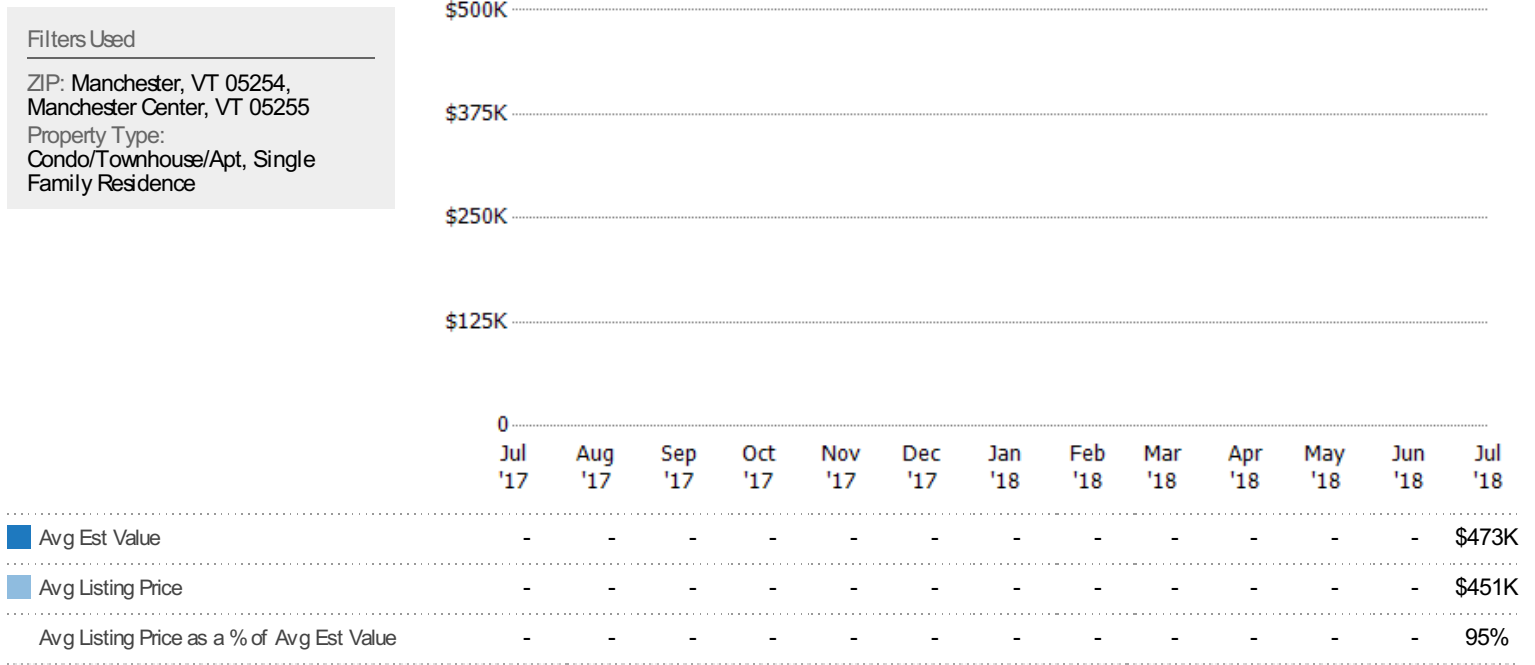 Filters Used
ZIP: Manchester, VT 05254,
Manchester Center, VT 05255
Property Type:
Condo/Townhouse/Apt, Single
Family Residence
$500K
$375K
$250K
$125K
0
Jul Aug Sep Oct Nov Dec Jan Feb Mar Apr May Jun Jul
'17 '17 '17 '17 '17 '17 '18 '18 '18 '18 '18 '18 '18
Avg Est Value - - - - - - - - - - - - $473K
Avg Listing Price - - - - - - - - - - - - $451K
Avg Listing Price as a % of Avg Est Value - - - - - - - - - - - - 95%